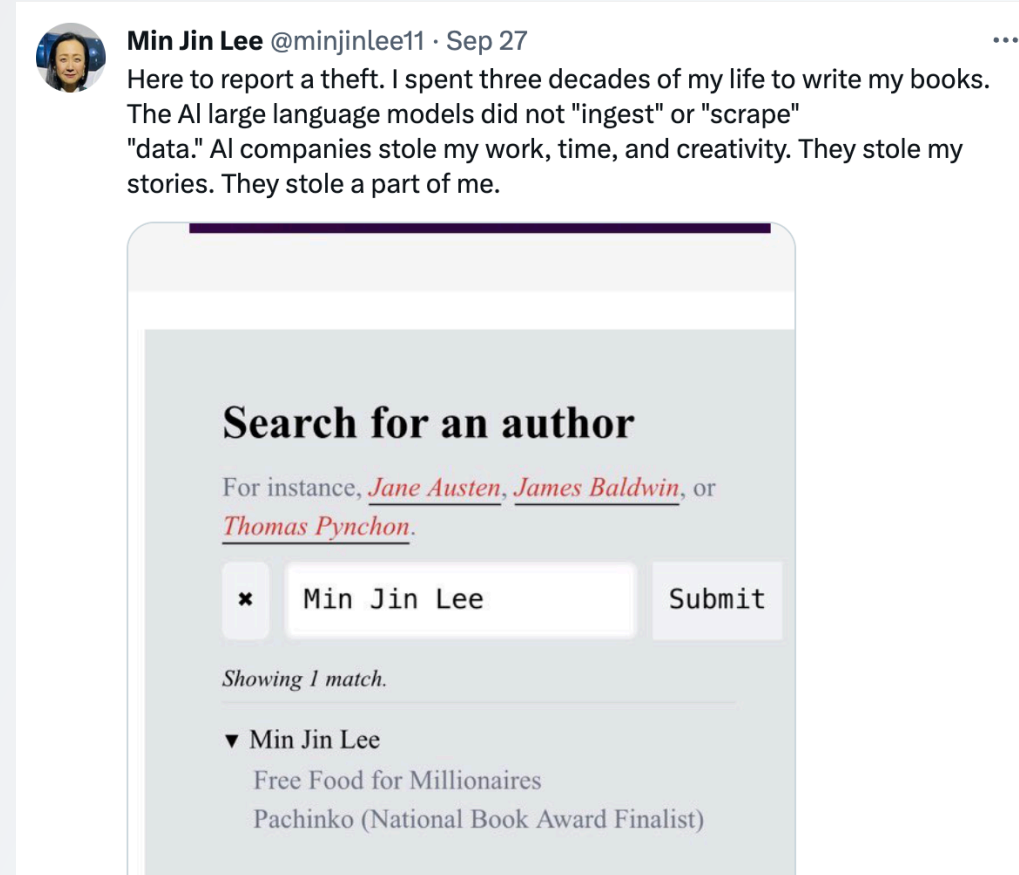 Min Jin Lee @minjinlee11 · Sep 27
Here to report a theft. I spent three decades of my life to write my books.
The Al large language models did not "ingest" or "scrape"
"data." Al companies stole my work, time, and creativity. They stole my
stories. They stole a part of me.
Search for an author
For instance, Jane Austen, James Baldwin, or
Thomas Pynchon.
✖ Min Jin Lee Submit
Showing 1 match.
▼ Min Jin Lee
Free Food for Millionaires
Pachinko (National Book Award Finalist)